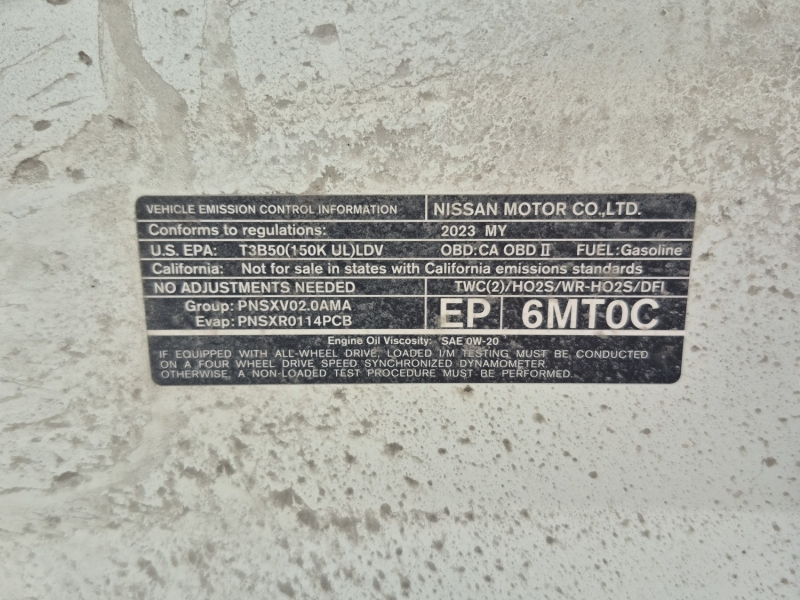 VEHICLE EMISSION CONTROL INFORMATION NISSAN MOTOR CO.,LTD.
Conforms to regulations: 2023 MY
U.S. EPA: T3B50(150K UL)LDV OBD:CA OBD II FUEL:Gasoline
California: Not for sale in states with California emissions standards
NO ADJUSTMENTS NEEDED TWC(2)/HO2S/WR-HO2S/DFI
Group: PNSXV02.0AMA
Evap: PNSXR0114PCB
EP 6MT0C
Engine Oil Viscosity: SAE 0W-20
IF EQUIPPED WITH ALL-WHEEL DRIVE, LOADED I/M TESTING MUST BE CONDUCTED
ON A FOUR WHEEL DRIVE SPEED SYNCHRONIZED DYNAMOMETER.
OTHERWISE, A NON-LOADED TEST PROCEDURE MUST BE PERFORMED.